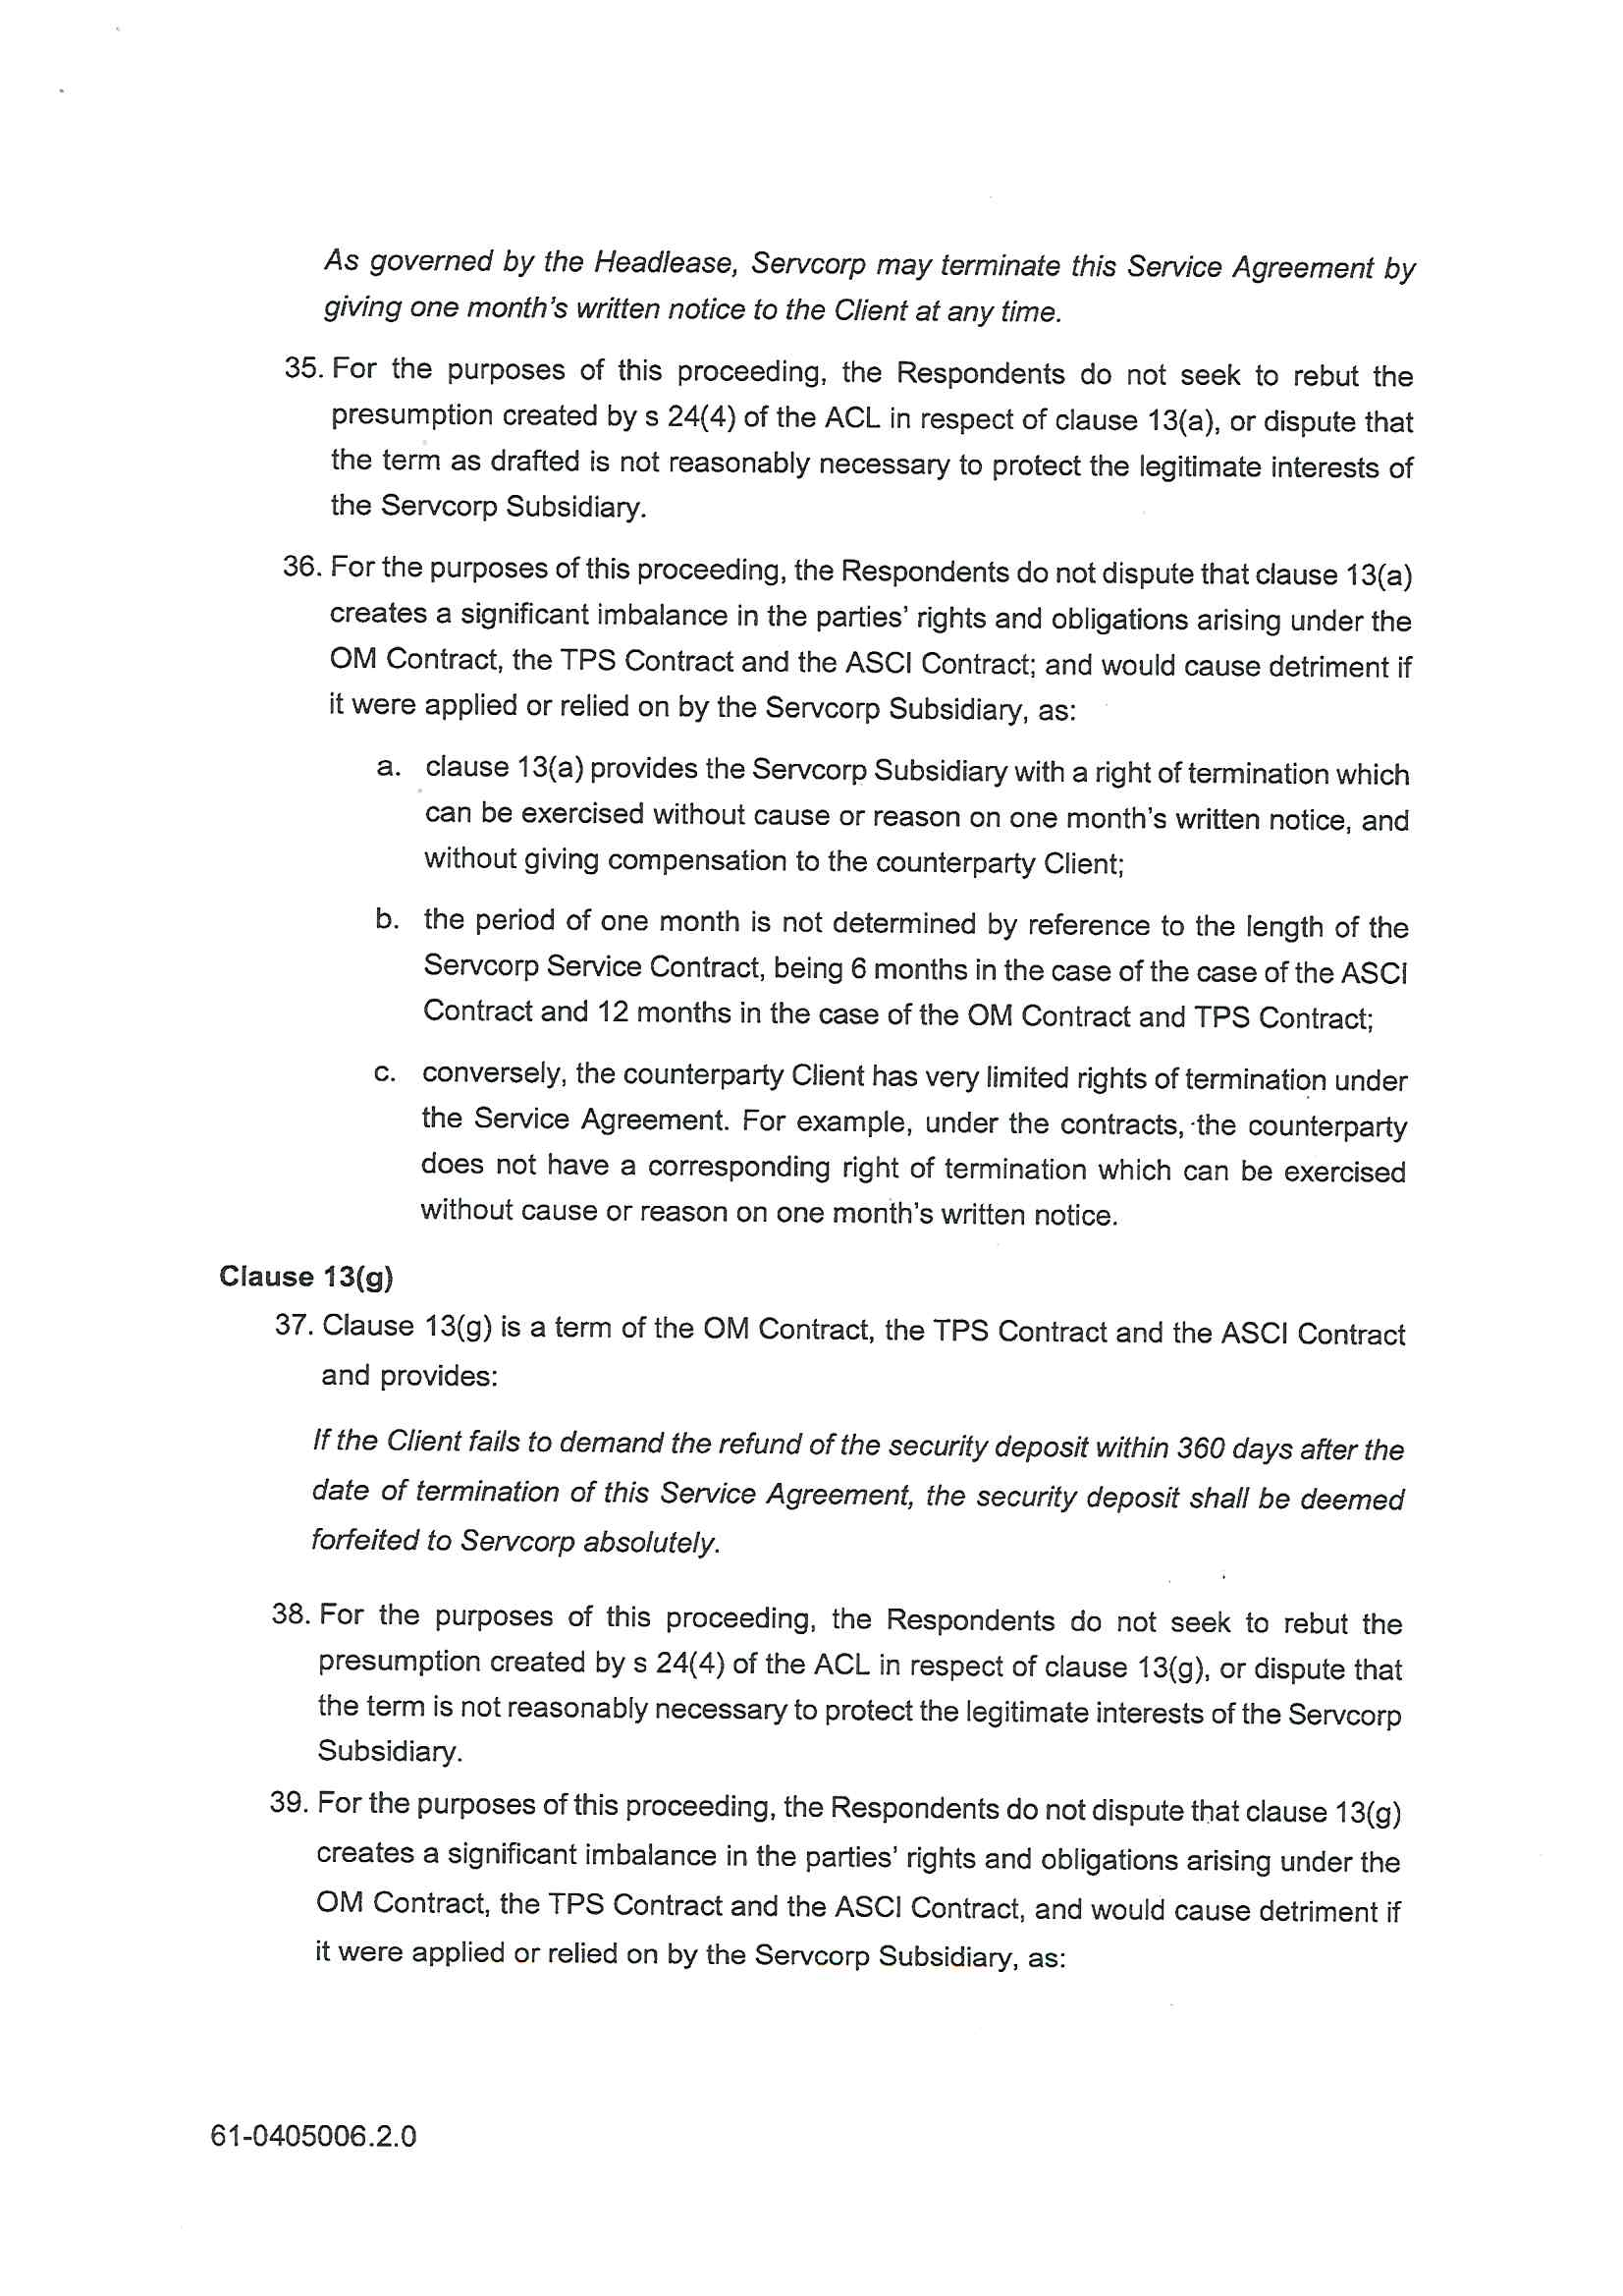 As governed by the Headlease, Servcorp may terminate this Service Agreement by
giving one month's written notice to the Client at any time.
35. For the purposes of this proceeding, the Respondents do not seek to rebut the
presumption created by s 24(4) of the ACL in respect of clause 13(a), or dispute that
the term as drafted is not reasonably necessary to protect the legitimate interests of
the Servcorp Subsidiary.
36. For the purposes of this proceeding, the Respondents do not dispute that clause 13(a)
creates a significant imbalance in the parties' rights and obligations arising under the
OM Contract, the TPS Contract and the ASCI Contract; and would cause detriment if
it were applied or relied on by the Servcorp Subsidiary, as:
a. clause 13(a) provides the Servcorp Subsidiary with a right of termination which
can be exercised without cause or reason on one month's written notice, and
without giving compensation to the counterparty Client;
b. the period of one month is not determined by reference to the length of the
Servcorp Service Contract, being 6 months in the case of the case of the ASCI
Contract and 12 months in the case of the OM Contract and TPS Contract;
c. conversely, the counterparty Client has very limited rights of termination under
the Service Agreement. For example, under the contracts, the counterparty
does not have a corresponding right of termination which can be exercised
without cause or reason on one month's written notice.
Clause 13(g)
37. Clause 13(g) is a term of the OM Contract, the TPS Contract and the ASCI Contract
and provides:
If the Client fails to demand the refund of the security deposit within 360 days after the
date of termination of this Service Agreement, the security deposit shall be deemed
forfeited to Servcorp absolutely.
38. For the purposes of this proceeding, the Respondents do not seek to rebut the
presumption created by s 24(4) of the ACL in respect of clause 13(g), or dispute that
the term is not reasonably necessary to protect the legitimate interests of the Servcorp
Subsidiary.
39. For the purposes of this proceeding, the Respondents do not dispute that clause 13(g)
creates a significant imbalance in the parties' rights and obligations arising under the
OM Contract, the TPS Contract and the ASCI Contract, and would cause detriment if
it were applied or relied on by the Servcorp Subsidiary, as:
61-0405006.2.0